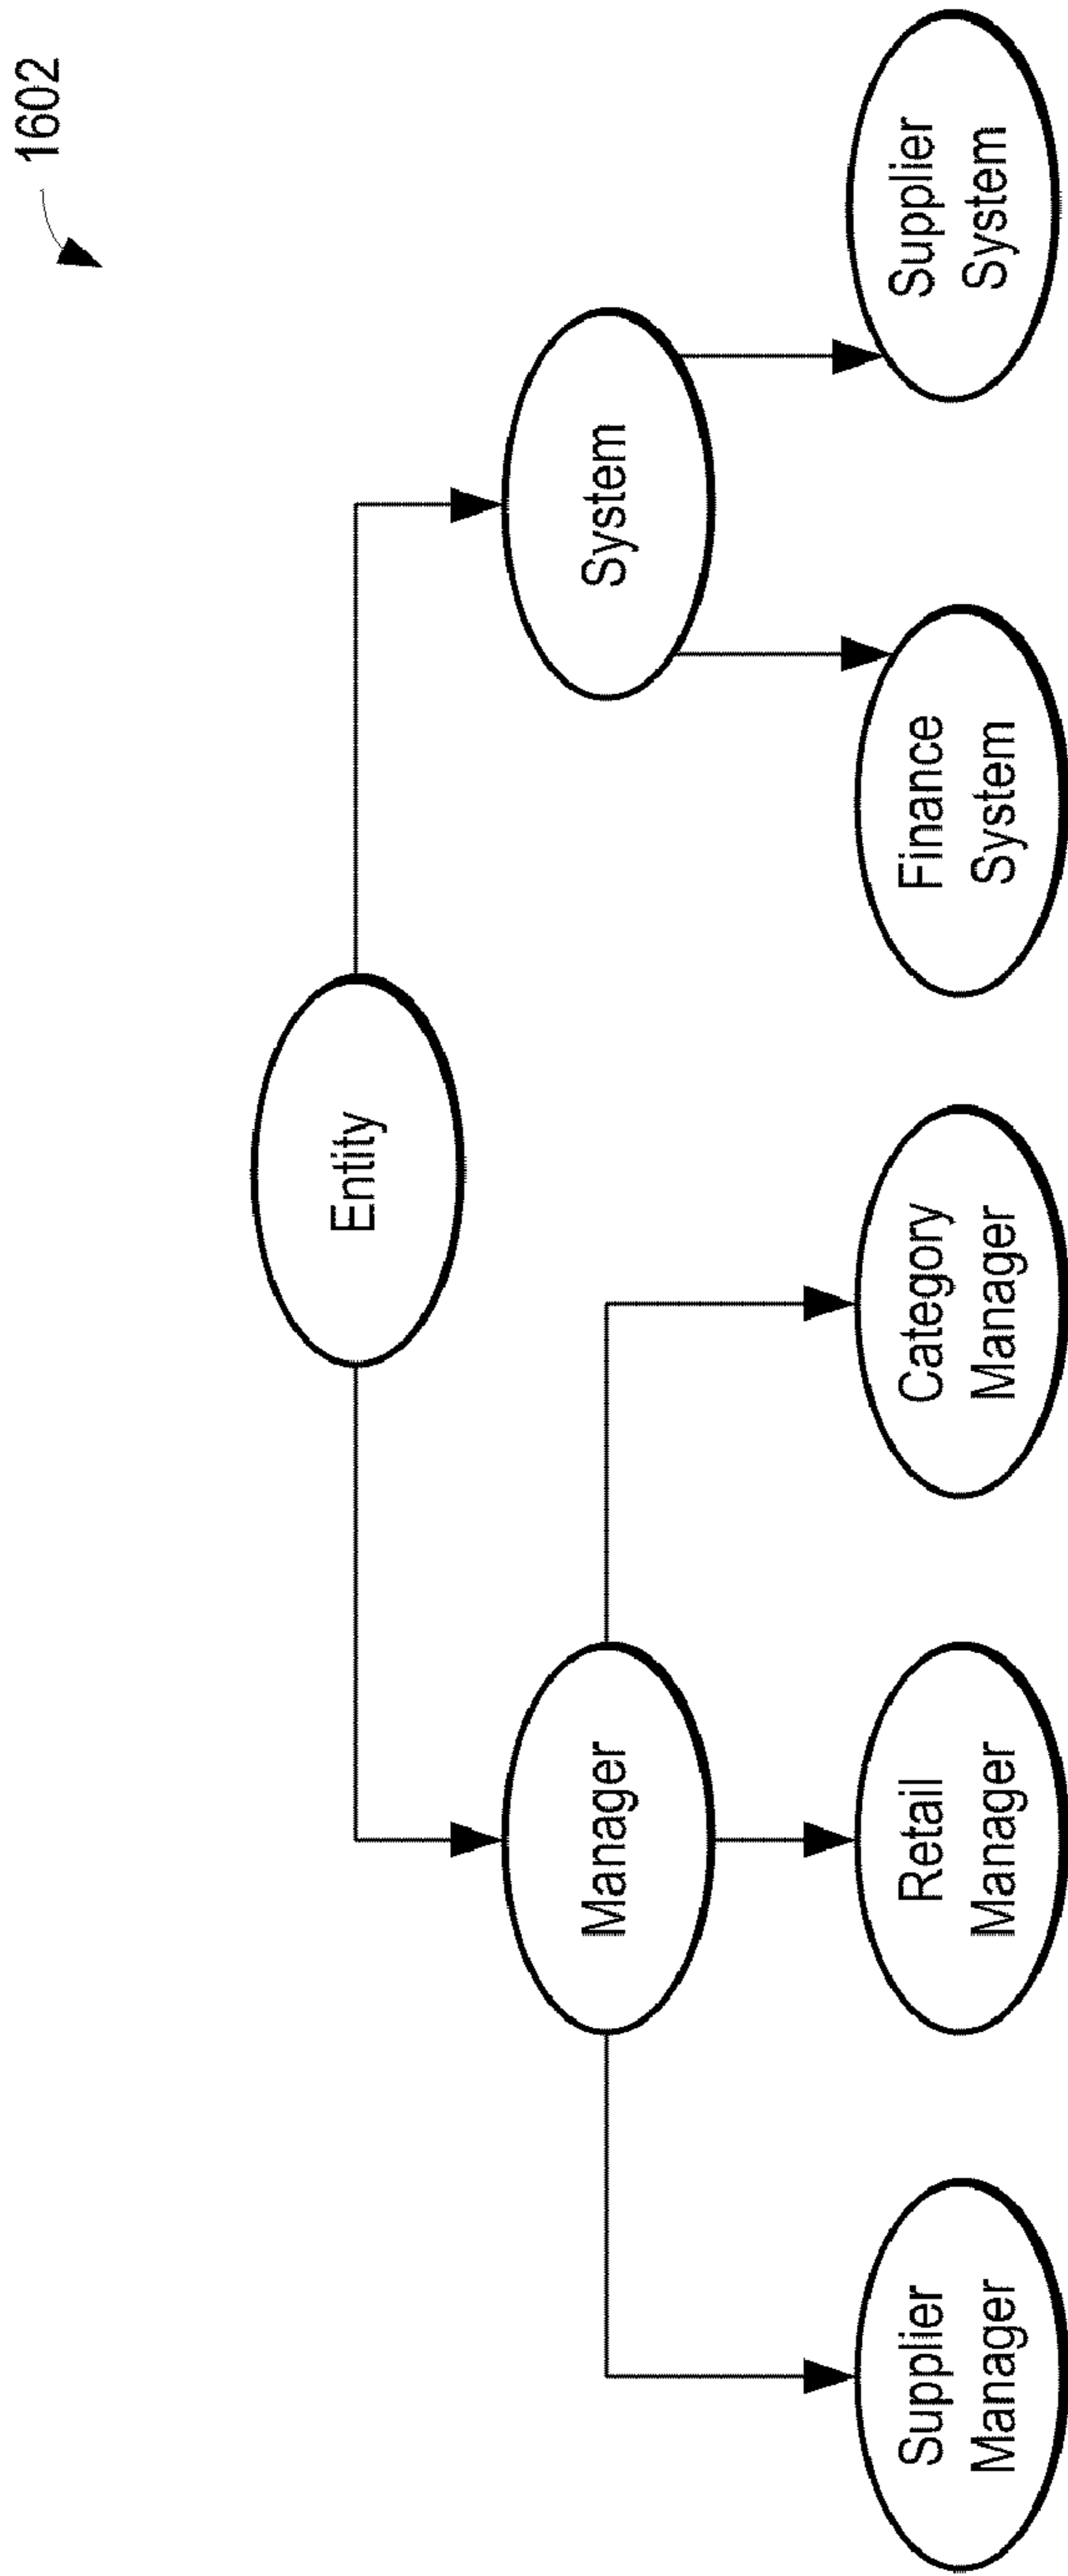 1602
Entity
Manager
System
Supplier
Manager
Retail
Manager
Category
Manager
Finance
System
Supplier
System